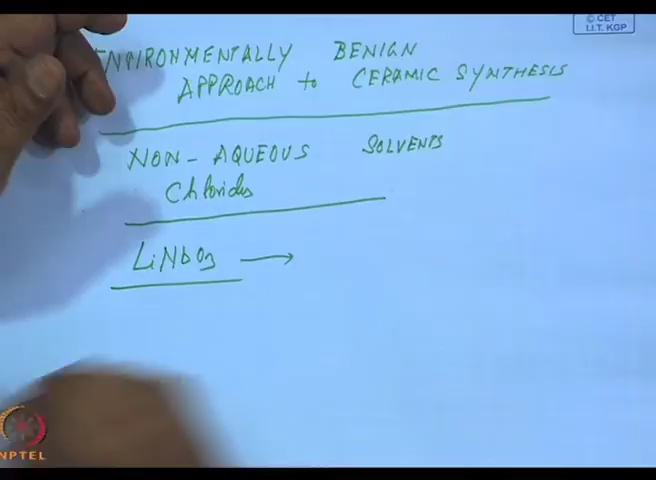 © CET
I.I.T. KGP
ENVIRONMENTALLY BENIGN
APPROACH to CERAMIC SYNTHESIS
NON - AQUEOUS SOLVENTS
Chlorides
LiNbO3 →
NPTEL